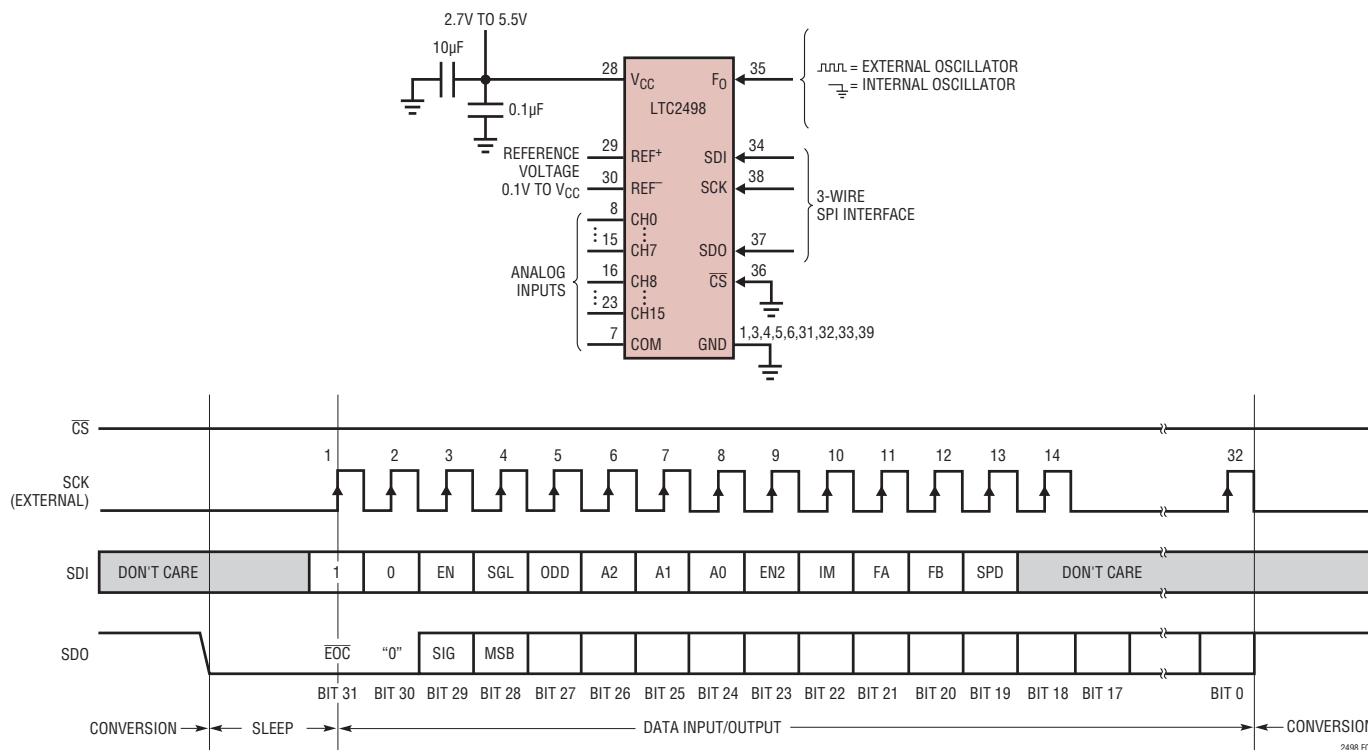 2.7V TO 5.5V
10µF
0.1µF
28
VCC
FO
35
LTC2498
= EXTERNAL OSCILLATOR
= INTERNAL OSCILLATOR
REFERENCE
VOLTAGE
0.1V TO VCC
29
REF+
30
REF–
SDI
34
SCK
38
3-WIRE
SPI INTERFACE
ANALOG
INPUTS
8
CH0
15
CH7
16
CH8
23
CH15
7
COM
SDO
37
CS
36
GND
1,3,4,5,6,31,32,33,39
CS
SCK
(EXTERNAL)
1 2 3 4 5 6 7 8 9 10 11 12 13 14 32
SDI
DON'T CARE 1 0 EN SGL ODD A2 A1 A0 EN2 IM FA FB SPD DON'T CARE
SDO
EOC “0” SIG MSB
BIT 31 BIT 30 BIT 29 BIT 28 BIT 27 BIT 26 BIT 25 BIT 24 BIT 23 BIT 22 BIT 21 BIT 20 BIT 19 BIT 18 BIT 17 BIT 0
CONVERSION SLEEP DATA INPUT/OUTPUT CONVERSION